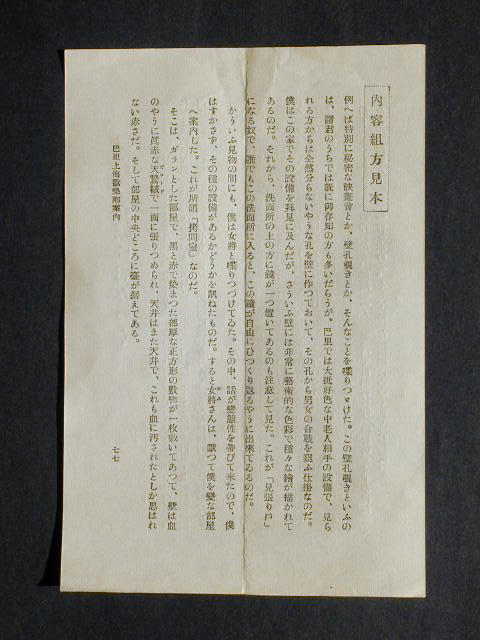 内容組方見本
例へば特別に秘密な映畫會とか、壁孔覗きとか、そんなことを喋りつゞけた。この壁孔覗きといふの
は、諸君のうちでは既に御存知の方も多いだらうが、巴里では大抵好色な中老人相手の設備で、見ら
れる方からは全然分らないやうな孔を壁に作つておいて、その孔から男女の合戰を窺ふ仕掛なのだ。
僕はこの家でその設備を拜見に及んだが、さういふ壁には非常に藝術的な色彩で種々な繪が描かれて
あるのだ。それから、洗面所の上の方に鏡が一つ置いてあるのも注意して見た。これが「見張り戸」
になる奴で、誰でもこの洗面所に入ると、この鏡が自由にひつくり返るやうに出來てゐるのだ。
かういふ見物の間にも、僕は女將と喋りつづけてゐた。その中、話が變態性を帶びて來たので、僕
はすかさず、その種の設備があるかどうかを訊ねたものだ。すると女將さんは、默つて僕を變な部屋
へ案内した。これが所謂「拷問室」なのだ。
そこは、ガランとした部屋で、黑と赤で染まつた部厚な正方形の敷物が一枚敷いてあつて、壁は血
のやうに眞赤な天鵞絨で一面に張りつめられ、天井はまた天井で、これも血に汚されたとしか思はれ
ない赤さだ。そして部屋の中央どころに臺が据えてある。
巴里上海歡樂鄕案内
七七